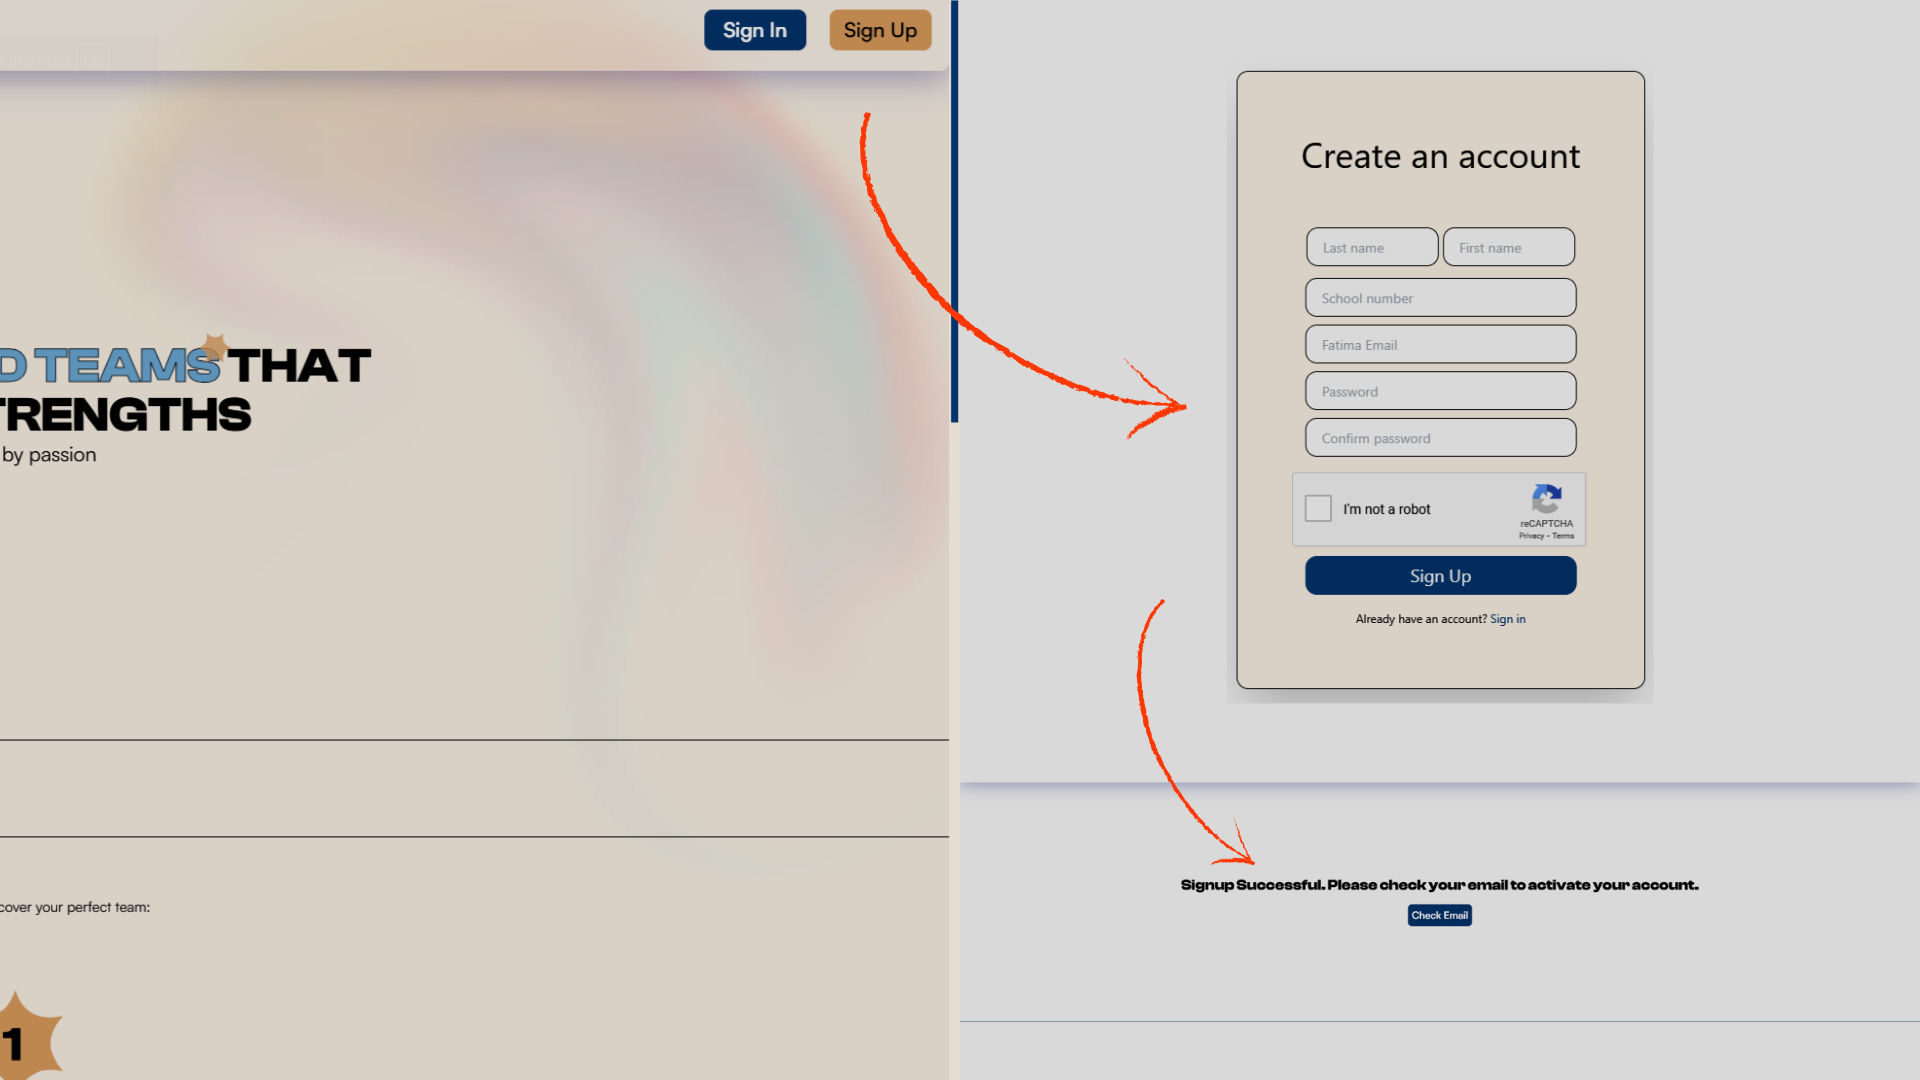 Sign In
Sign Up
D TEAMS THAT
TRENGTHS
by passion
cover your perfect team:
1
Create an account
Last name
First name
School number
Fatima Email
Password
Confirm password
I'm not a robot
reCAPTCHA
Privacy - Terms
Sign Up
Already have an account? Sign in
Signup Successful. Please check your email to activate your account.
Check Email